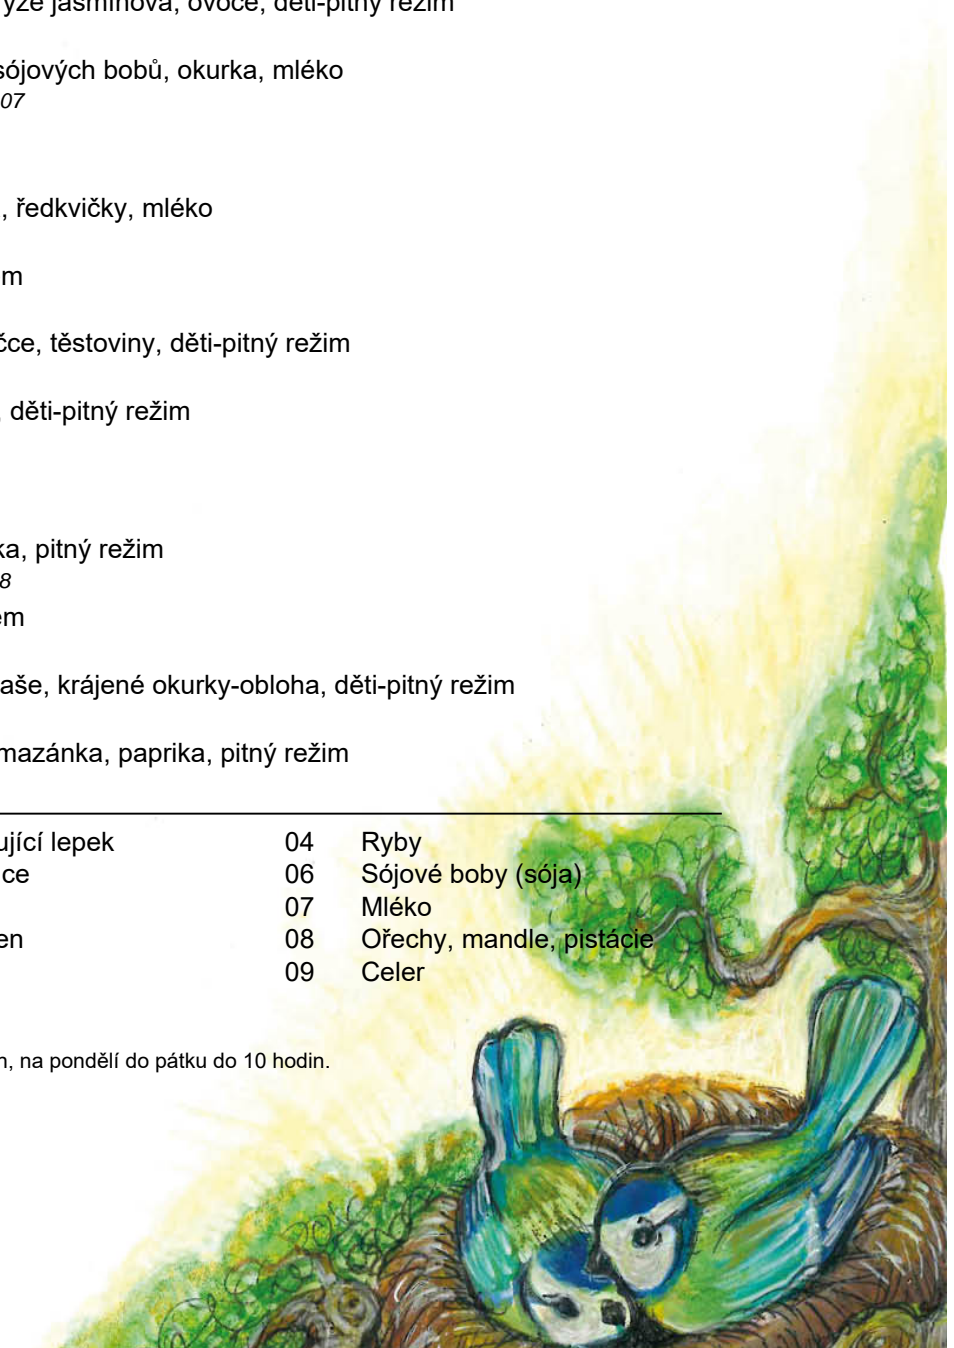 jasmínová, ovoce, děti-pitný režim
sójových bobů, okurka, mléko
07
, ředkvičky, mléko
m
čce, těstoviny, děti-pitný režim
, děti-pitný režim
ka, pitný režim
8
em
aše, krájené okurky-obloha, děti-pitný režim
mazánka, paprika, pitný režim
ující lepek 04 Ryby
ce 06 Sójové boby (sója)
07 Mléko
en 08 Ořechy, mandle, pistácie
09 Celer
, na pondělí do pátku do 10 hodin.